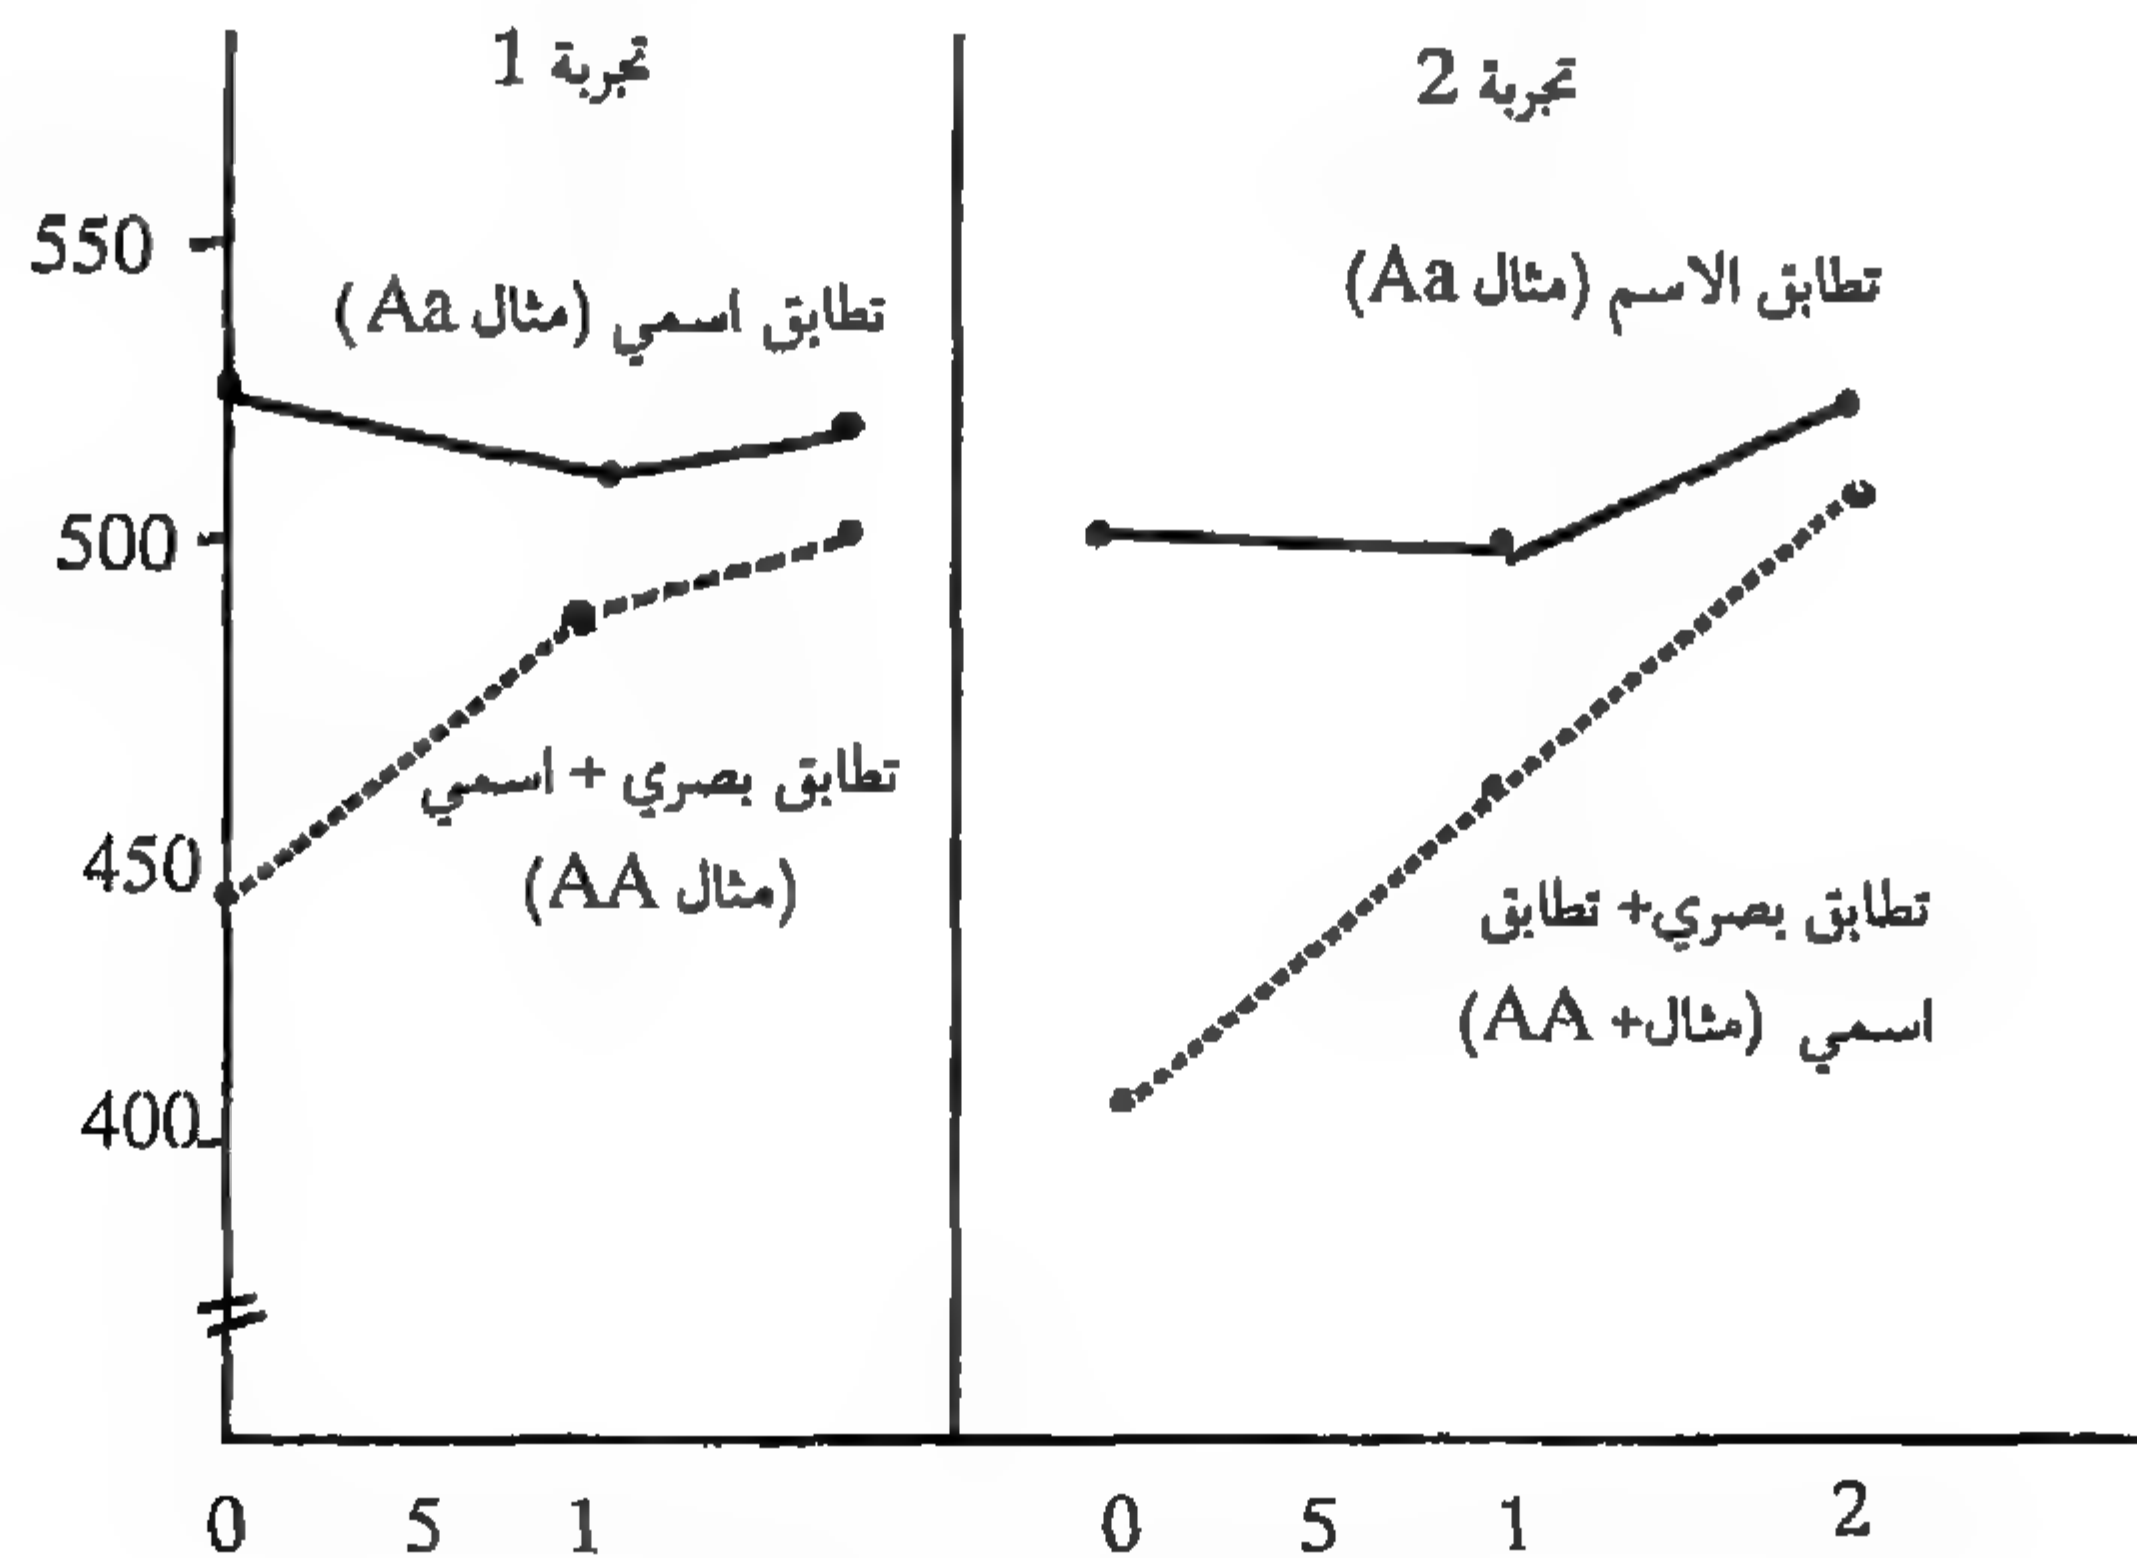 تجربة 1
تجربة 2
550
500
450
400
تطابق اسمي (مثال Aa)
تطابق بصري + اسمي
(مثال AA)
تطابق الاسم (مثال Aa)
تطابق بصري+ تطابق
اسمي (مثال+ AA)
0 5 1
0 5 1 2